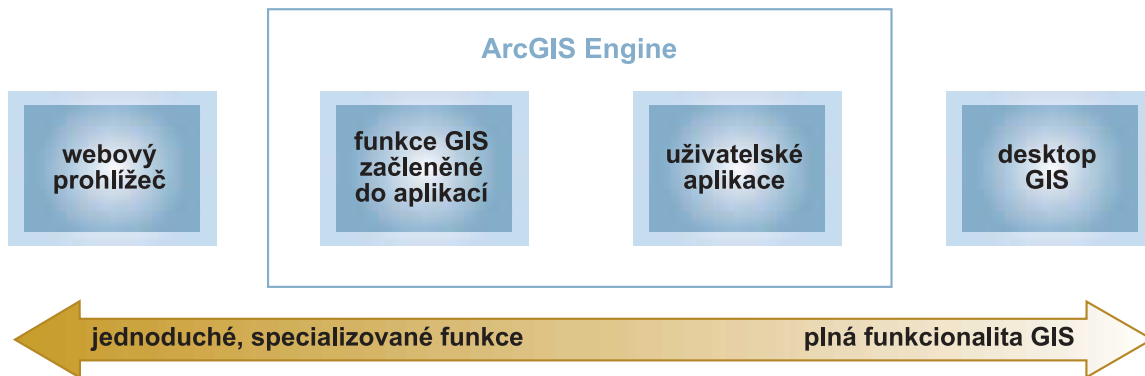 ArcGIS Engine
webový
prohlížeč
funkce GIS
začleněné
do aplikací
uživatelské
aplikace
desktop
GIS
jednoduché, specializované funkce
plná funkcionalita GIS